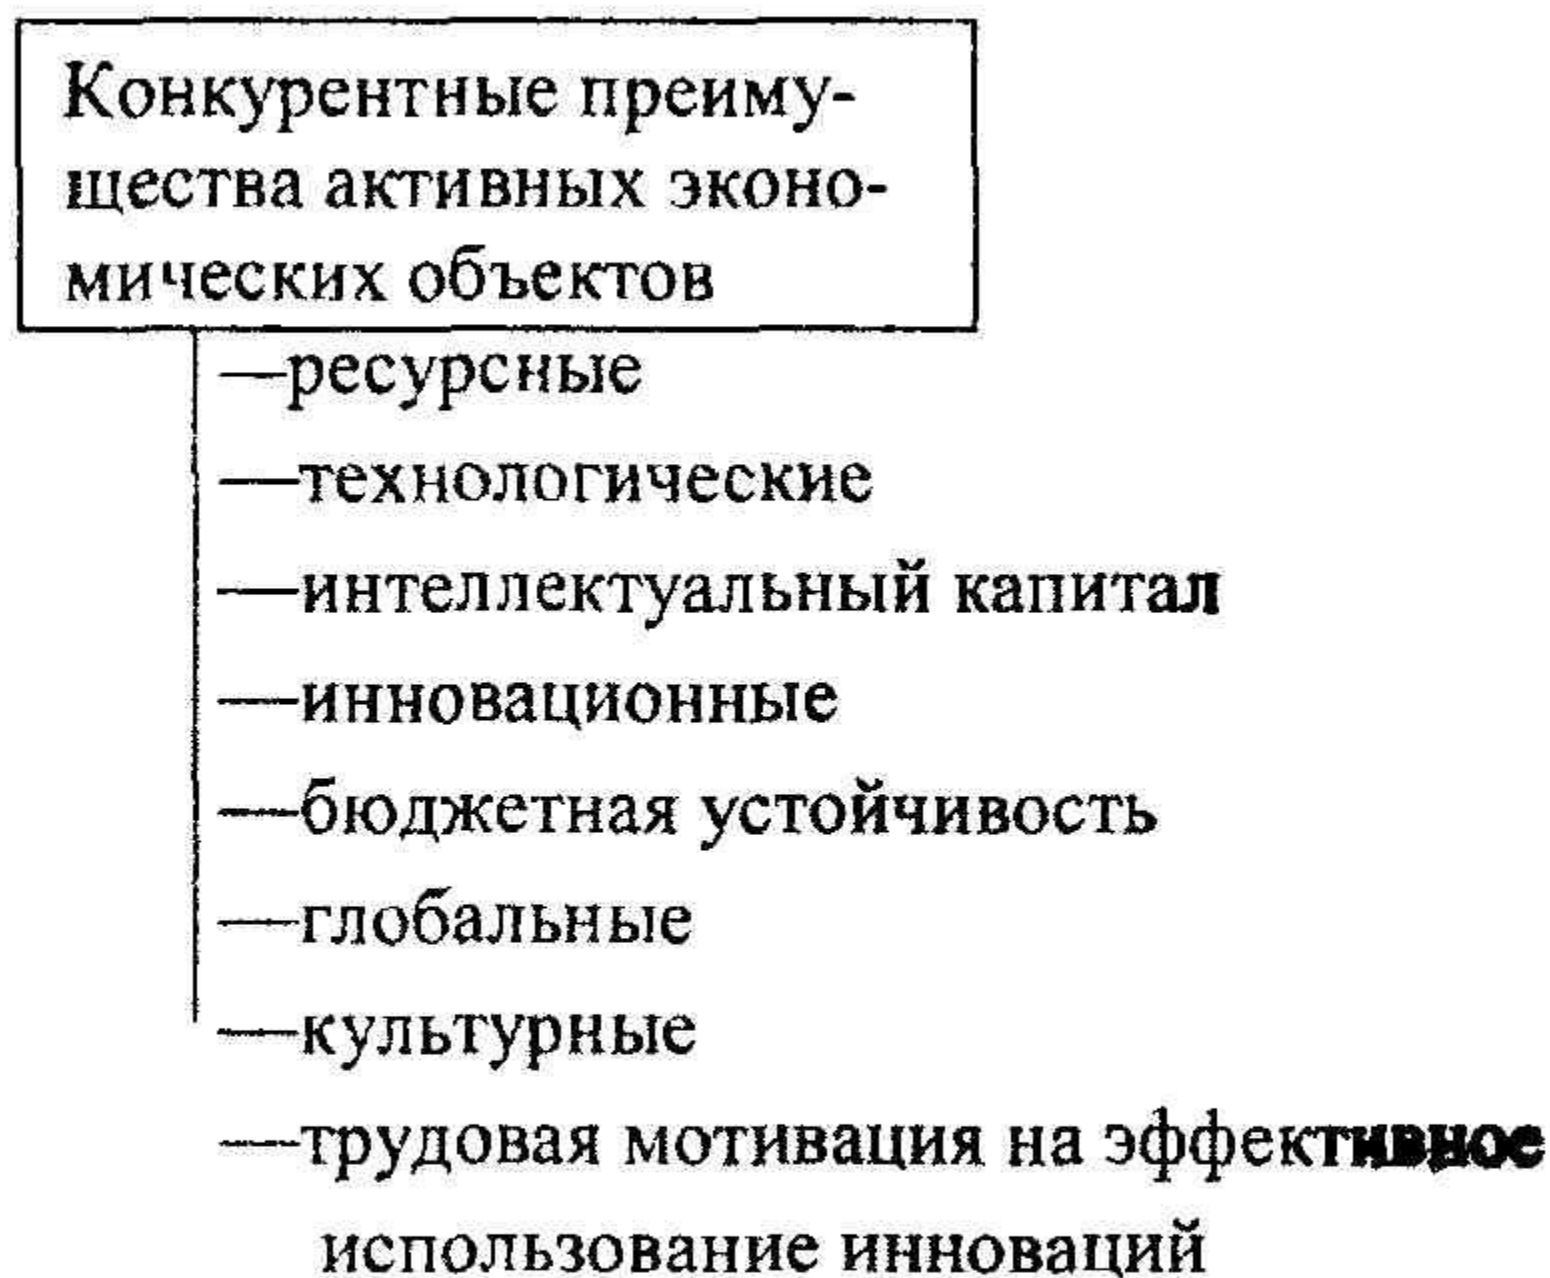 Конкурентные преиму-
щества активных эконо-
мических объектов
—ресурсные
—технологические
—интеллектуальный капитал
—инновационные
—бюджетная устойчивость
—глобальные
—культурные
—трудовая мотивация на эффективное
использование инноваций